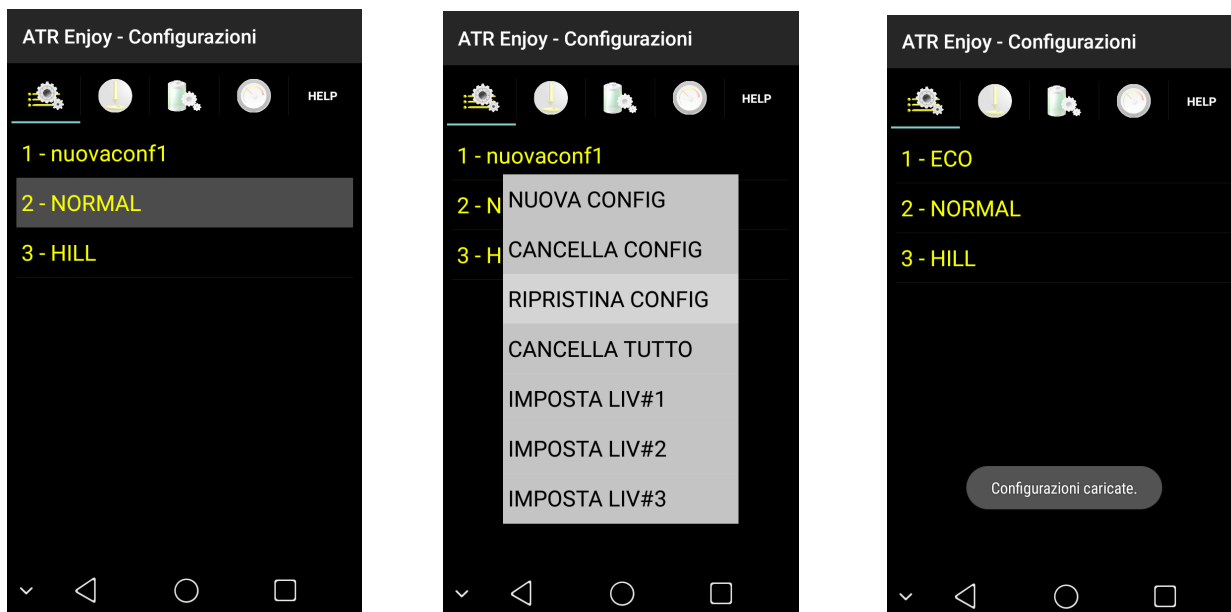 ATR Enjoy - Configurazioni
HELP
1 - nuovaconf1
2 - NORMAL
3 - HILL
ATR Enjoy - Configurazioni
HELP
1 - nuovaconf1
2 - N
3 - H
NUOVA CONFIG
CANCELLA CONFIG
RIPRISTINA CONFIG
CANCELLA TUTTO
IMPOSTA LIV#1
IMPOSTA LIV#2
IMPOSTA LIV#3
ATR Enjoy - Configurazioni
HELP
1 - ECO
2 - NORMAL
3 - HILL
Configurazioni caricate.